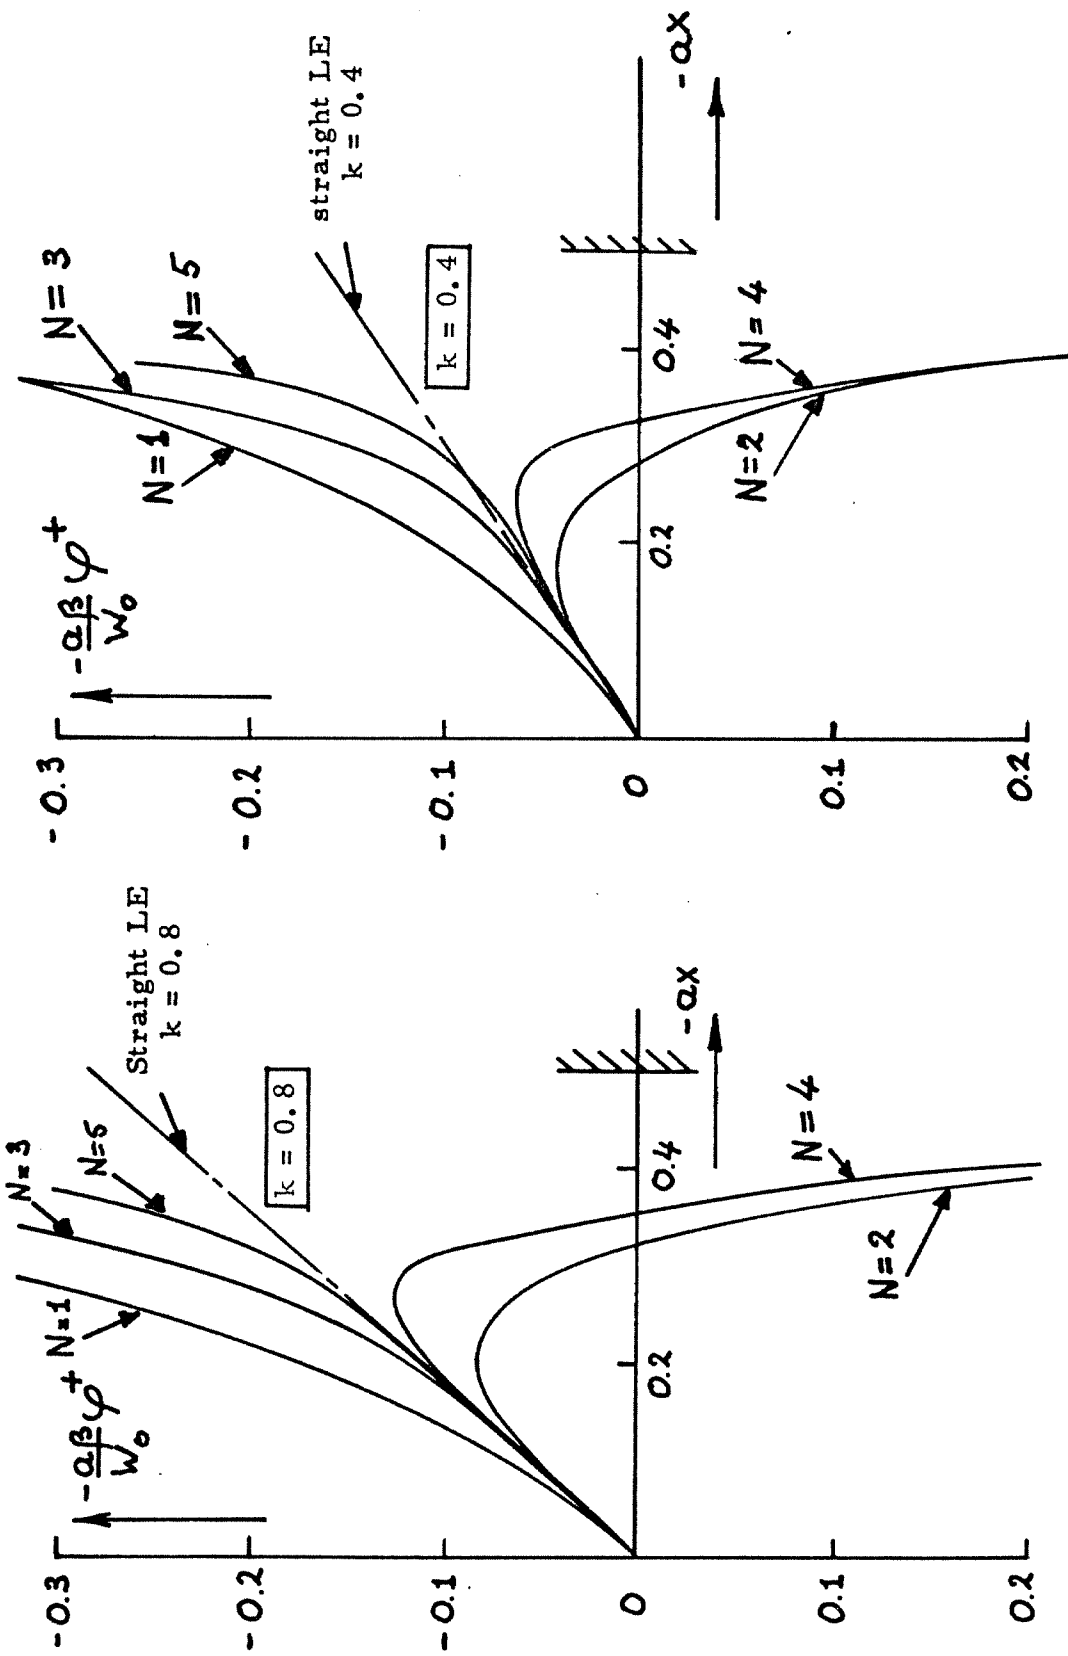 -αβ/W₀ φ⁺
-0.3
-0.2
-0.1
0
0.1
0.2
N=1
N=3
N=5
Straight LE
k = 0.8
k = 0.8
0.2
0.4
-ax
N=2
N=4
-αβ/W₀ φ⁺
-0.3
-0.2
-0.1
0
0.1
0.2
N=1
N=3
N=5
straight LE
k = 0.4
k = 0.4
0.2
0.4
-ax
N=2
N=4